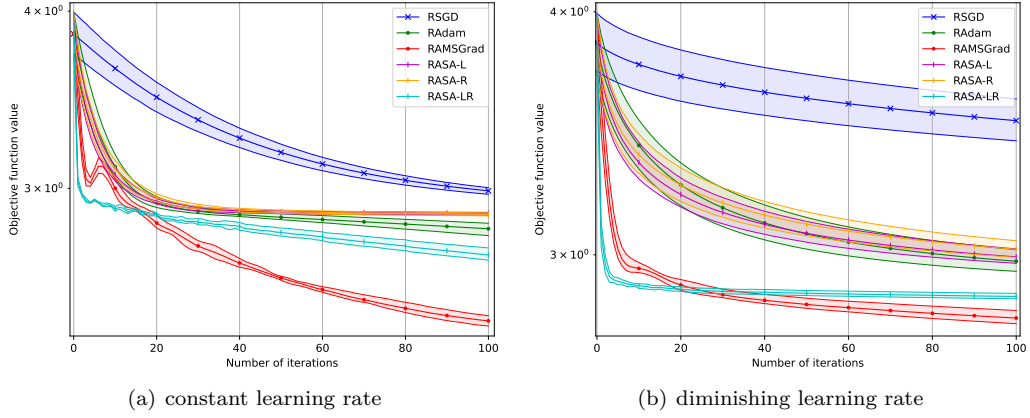 4 × 10⁰
3 × 10⁰
Objective function value
RSGD
RAdam
RAMSGrad
RASA-L
RASA-R
RASA-LR
0 20 40 60 80 100
Number of iterations
(a) constant learning rate
4 × 10⁰
3 × 10⁰
Objective function value
RSGD
RAdam
RAMSGrad
RASA-L
RASA-R
RASA-LR
0 20 40 60 80 100
Number of iterations
(b) diminishing learning rate